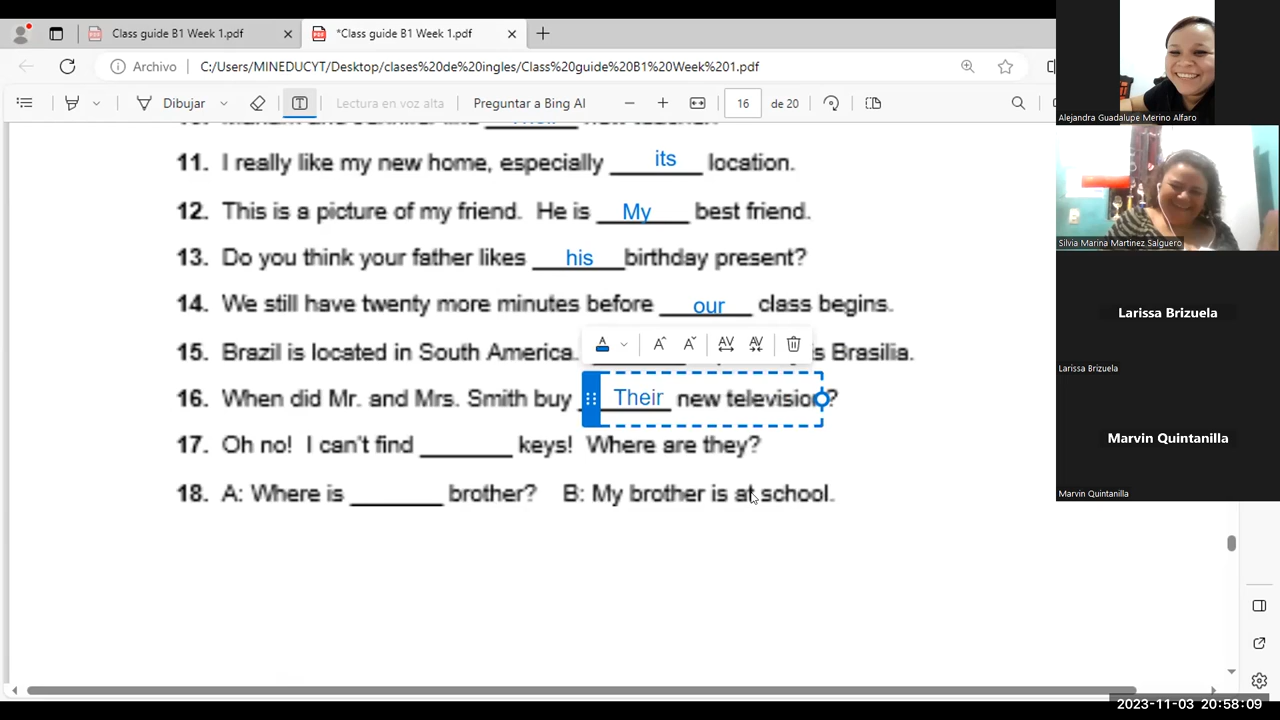 Class guide B1 Week 1.pdf
*Class guide B1 Week 1.pdf
Archivo
C:/Users/MINEDUCYT/Desktop/clases%20de%20ingles/Class%20guide%20B1%20Week%201.pdf
Dibujar
Lectura en voz alta
Preguntar a Bing AI
16
de 20
11. I really like my new home, especially its location.
12. This is a picture of my friend. He is My best friend.
13. Do you think your father likes his birthday present?
14. We still have twenty more minutes before our class begins.
15. Brazil is located in South America. is Brasilia.
16. When did Mr. and Mrs. Smith buy Their new television?
17. Oh no! I can't find ________ keys! Where are they?
18. A: Where is ________ brother? B: My brother is at school.
Alejandra Guadalupe Merino Alfaro
Silvia Marina Martinez Salguero
Larissa Brizuela
Larissa Brizuela
Marvin Quintanilla
Marvin Quintanilla
2023-11-03 20:58:09